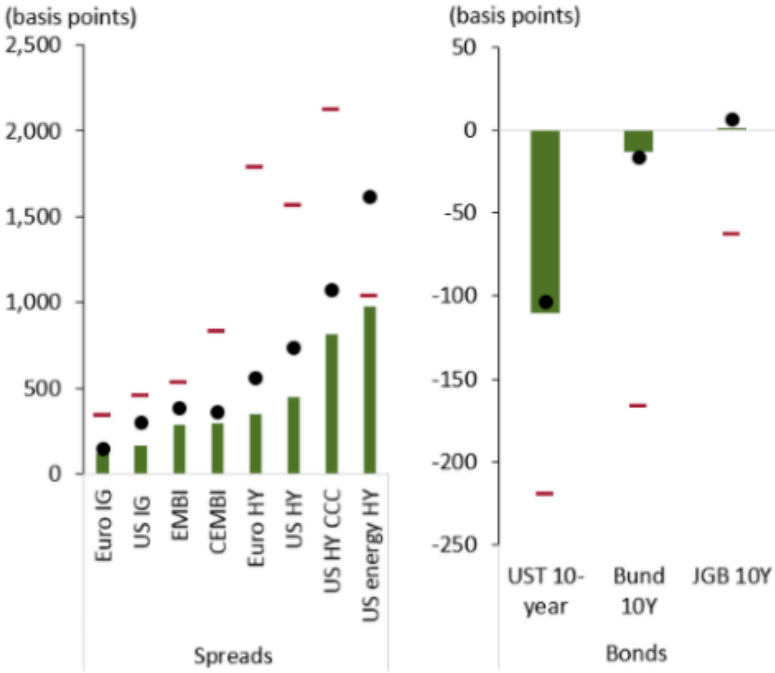 (basis points)
2,500
2,000
1,500
1,000
500
0
Euro IG
US IG
EMBI
CEMBI
Euro HY
US HY
US HY CCC
US energy HY
Spreads
(basis points)
50
0
-50
-100
-150
-200
-250
UST 10-
year
Bund
10Y
JGB 10Y
Bonds